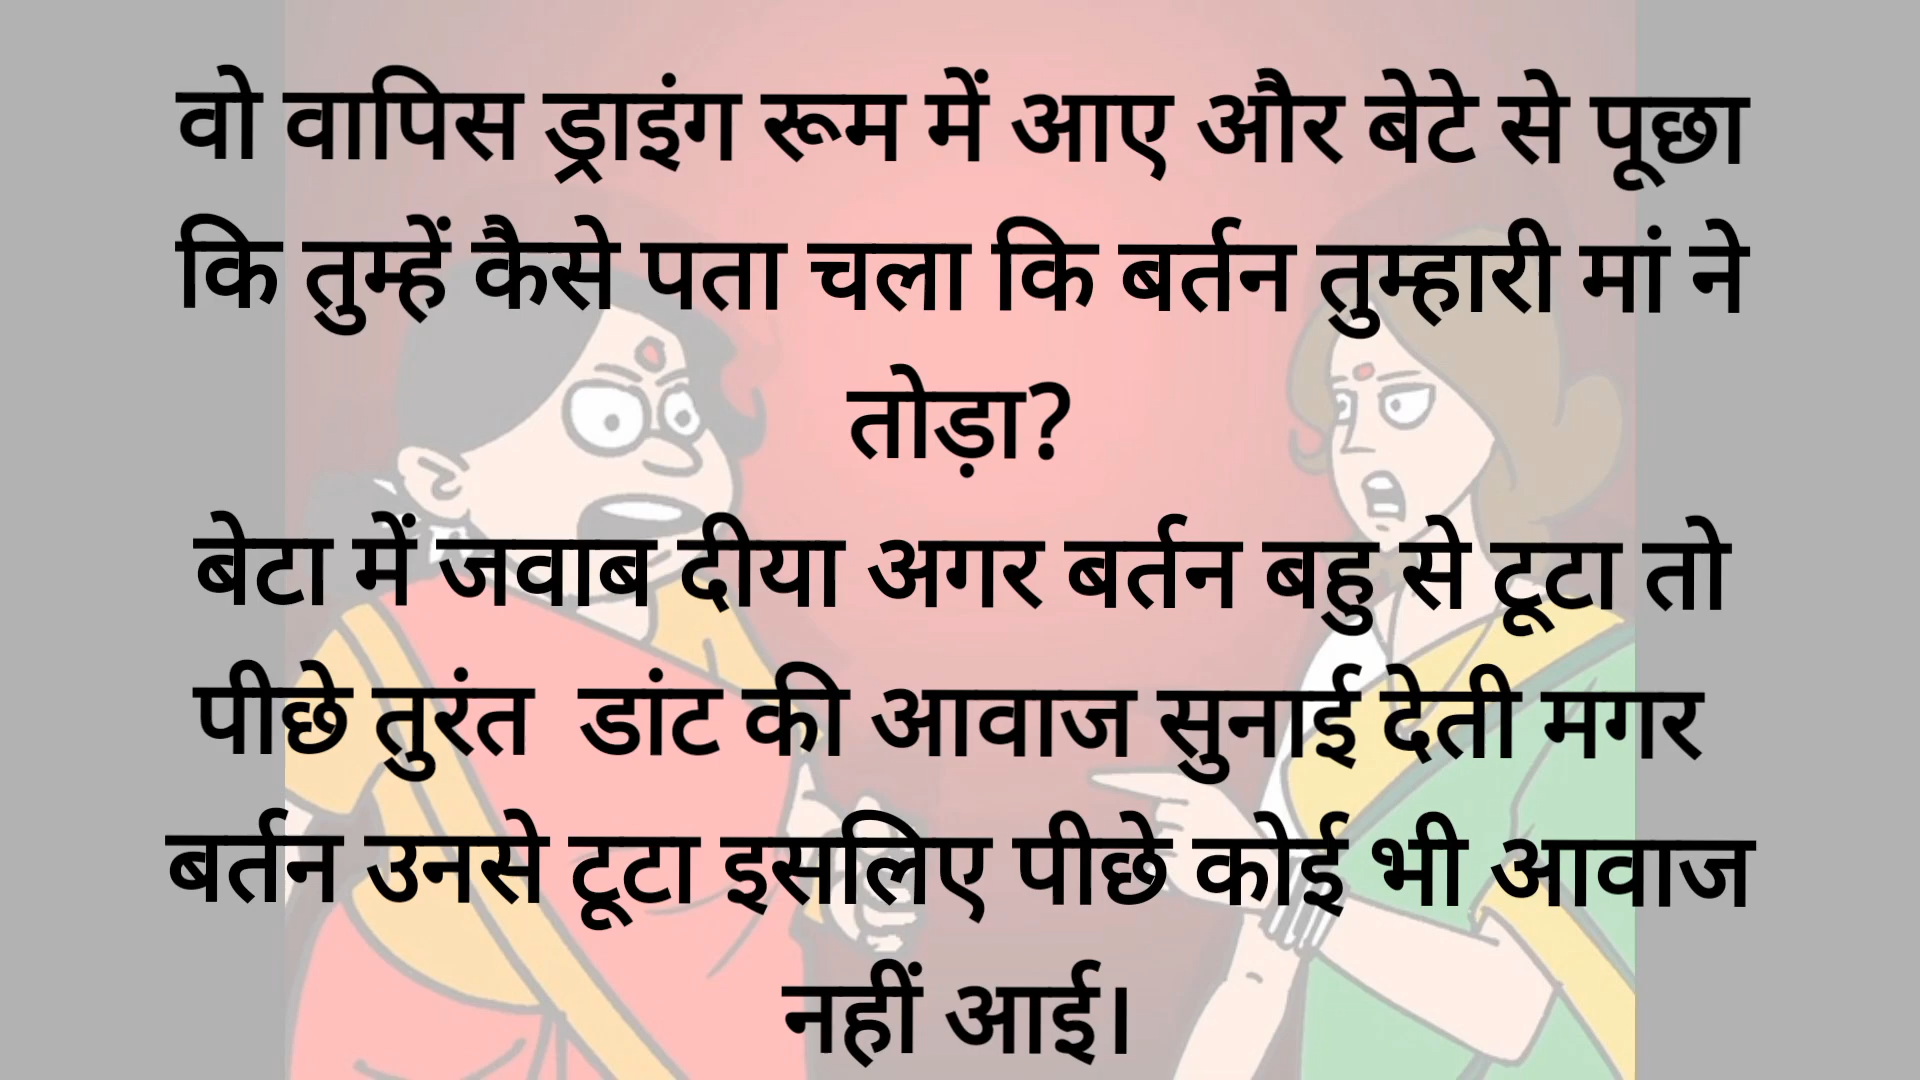 वो वापिस ड्राइंग रूम में आए और बेटे से पूछा
कि तुम्हें कैसे पता चला कि बर्तन तुम्हारी मां ने
तोड़ा?
बेटा में जवाब दीया अगर बर्तन बहु से टूटा तो
पीछे तुरंत डांट की आवाज सुनाई देती मगर
बर्तन उनसे टूटा इसलिए पीछे कोई भी आवाज
नहीं आई।